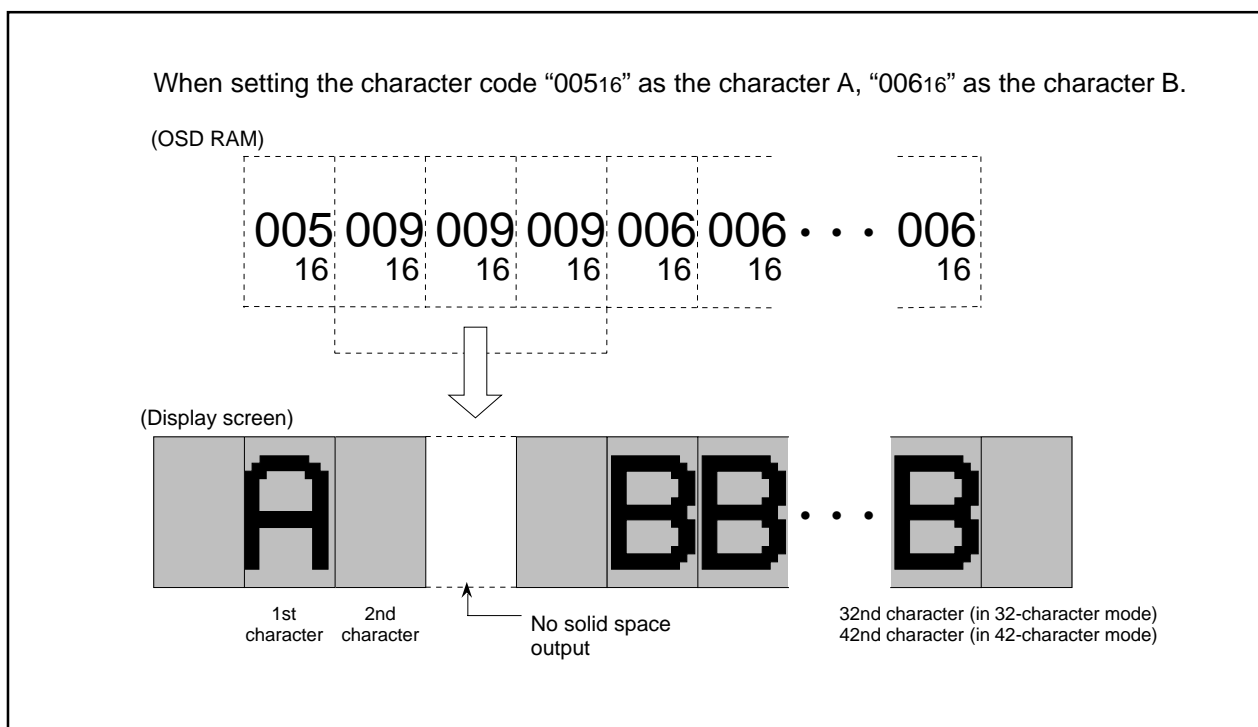 When setting the character code “00516” as the character A, “00616” as the character B.
(OSD RAM)
005 009 009 009 006 006 • • • 006
16 16 16 16 16 16 16
(Display screen)
A B B • • • B
1st character
2nd character
No solid space
output
32nd character (in 32-character mode)
42nd character (in 42-character mode)